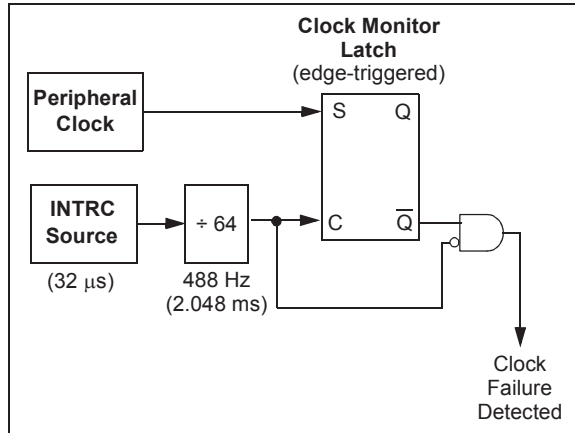 Clock Monitor
Latch
(edge-triggered)
Peripheral
Clock
S Q
INTRC
Source
(32 μs)
÷ 64
488 Hz
(2.048 ms)
C Q̅
Clock
Failure
Detected